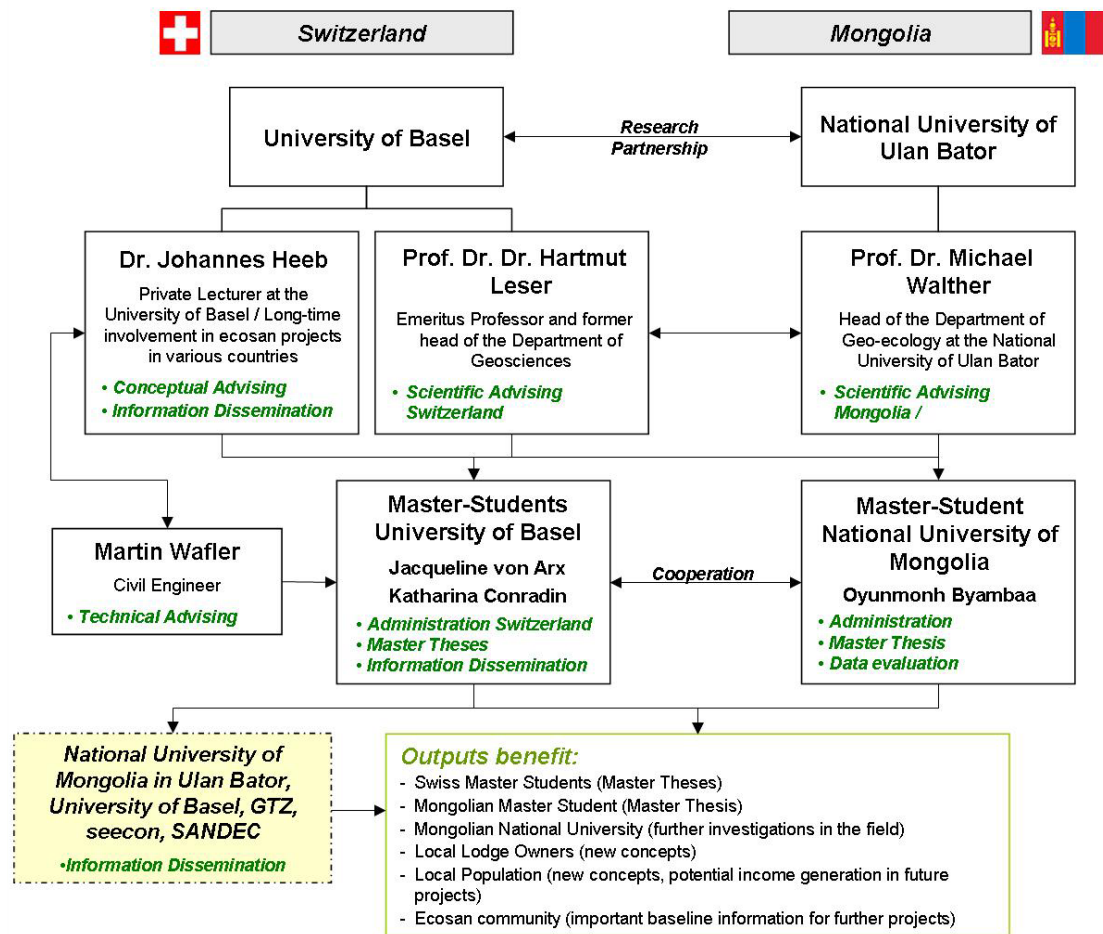 Switzerland
Mongolia
University of Basel
Research
Partnership
National University of
Ulan Bator
Dr. Johannes Heeb
Private Lecturer at the
University of Basel / Long-time
involvement in ecosan projects
in various countries
• Conceptual Advising
• Information Dissemination
Prof. Dr. Dr. Hartmut
Leser
Emeritus Professor and former
head of the Department of
Geosciences
• Scientific Advising
Switzerland
Prof. Dr. Michael
Walther
Head of the Department of
Geo-ecology at the National
University of Ulan Bator
• Scientific Advising
Mongolia /
Martin Wafler
Civil Engineer
• Technical Advising
Master-Students
University of Basel
Jacqueline von Arx
Katharina Conradin
• Administration Switzerland
• Master Theses
• Information Dissemination
Cooperation
Master-Student
National University of
Mongolia
Oyunmonh Byambaa
• Administration
• Master Thesis
• Data evaluation
National University of
Mongolia in Ulan Bator,
University of Basel, GTZ,
seecon, SANDEC
•Information Dissemination
Outputs benefit:
- Swiss Master Students (Master Theses)
- Mongolian Master Student (Master Thesis)
- Mongolian National University (further investigations in the field)
- Local Lodge Owners (new concepts)
- Local Population (new concepts, potential income generation in future
projects)
- Ecosan community (important baseline information for further projects)